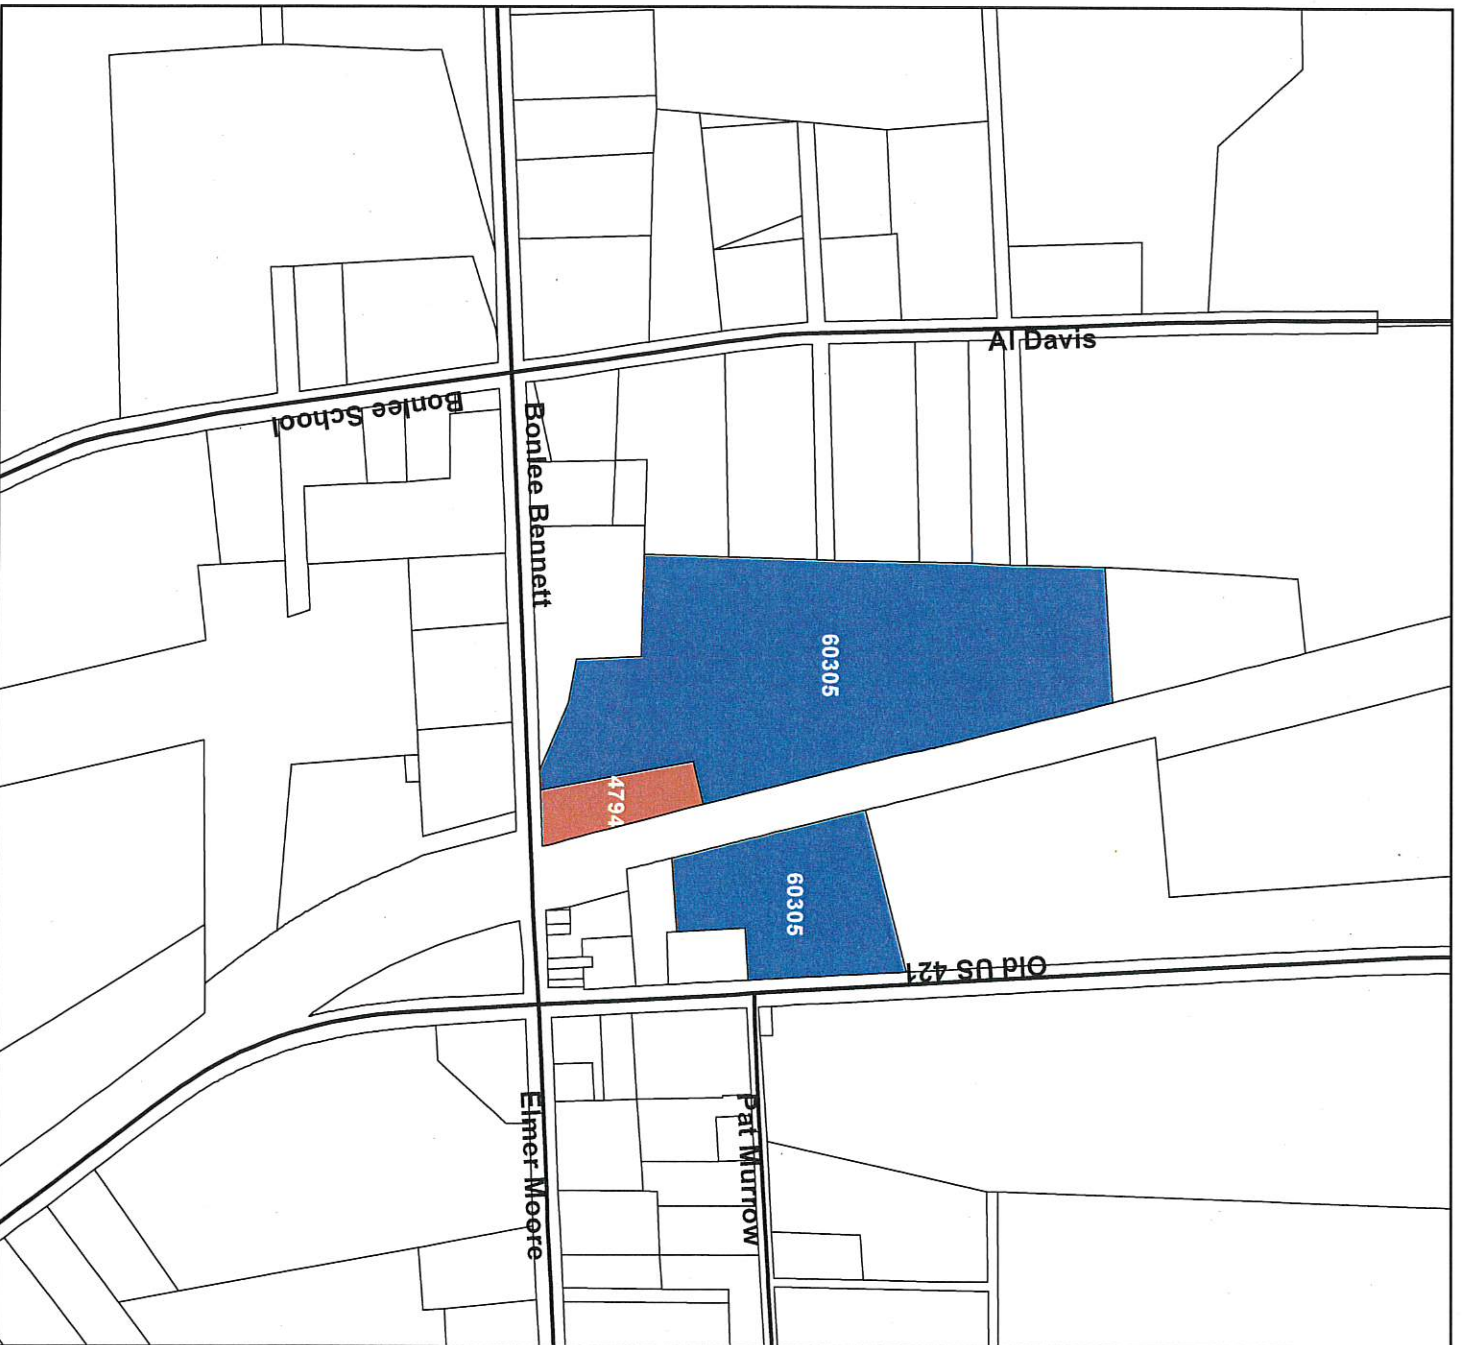 Al Davis
Bonlee School
Bonlee Bennett
60305
4794
60305
Old US 421
Elmer Moore
Pat Murrow